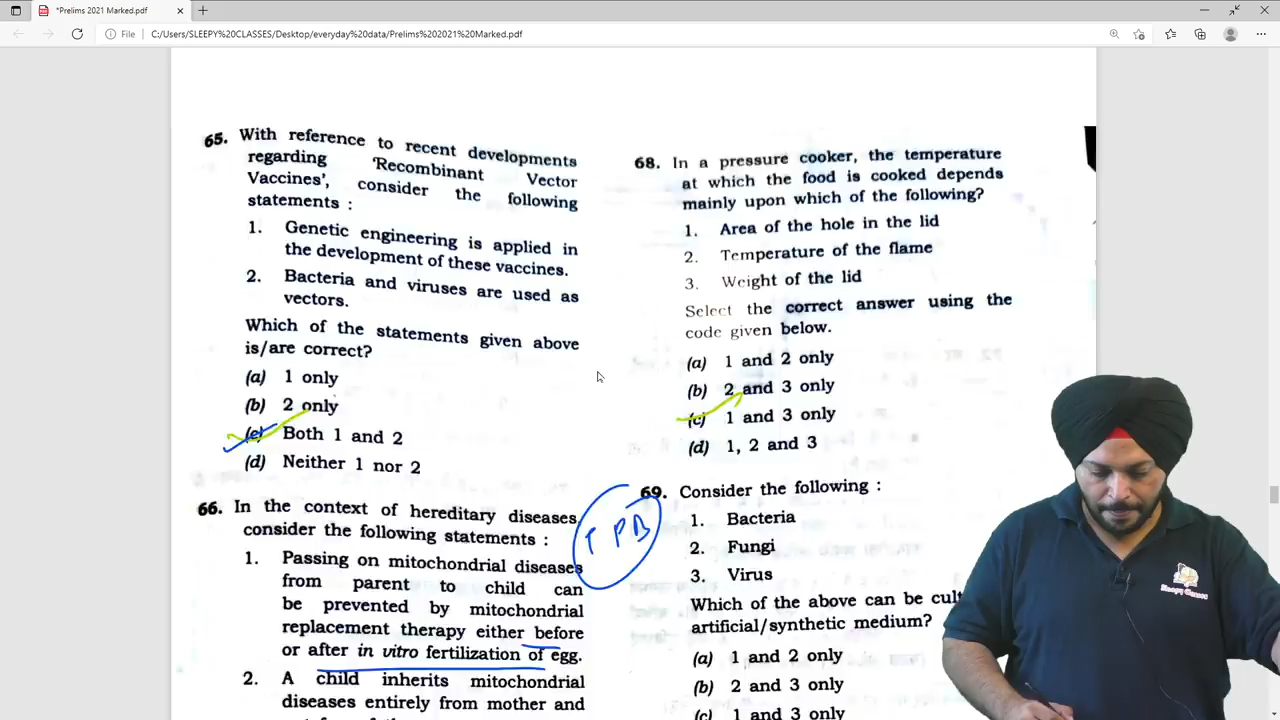 *Prelims 2021 Marked.pdf
File
C:/Users/SLEEPY%20CLASSES/Desktop/everyday%20data/Prelims%202021%20Marked.pdf
65. With reference to recent developments
regarding 'Recombinant Vector
Vaccines', consider the following
statements :
1. Genetic engineering is applied in
the development of these vaccines.
2. Bacteria and viruses are used as
vectors.
Which of the statements given above
is/are correct?
(a) 1 only
(b) 2 only
(c) Both 1 and 2
(d) Neither 1 nor 2
66. In the context of hereditary diseases,
consider the following statements :
1. Passing on mitochondrial diseases
from parent to child can
be prevented by mitochondrial
replacement therapy either before
or after in vitro fertilization of egg.
2. A child inherits mitochondrial
diseases entirely from mother and
T P B
68. In a pressure cooker, the temperature
at which the food is cooked depends
mainly upon which of the following?
1. Area of the hole in the lid
2. Temperature of the flame
3. Weight of the lid
Select the correct answer using the
code given below.
(a) 1 and 2 only
(b) 2 and 3 only
(c) 1 and 3 only
(d) 1, 2 and 3
69. Consider the following :
1. Bacteria
2. Fungi
3. Virus
Which of the above can be cult
artificial/synthetic medium?
(a) 1 and 2 only
(b) 2 and 3 only
(c) 1 and 3 only
Sleepy Classes